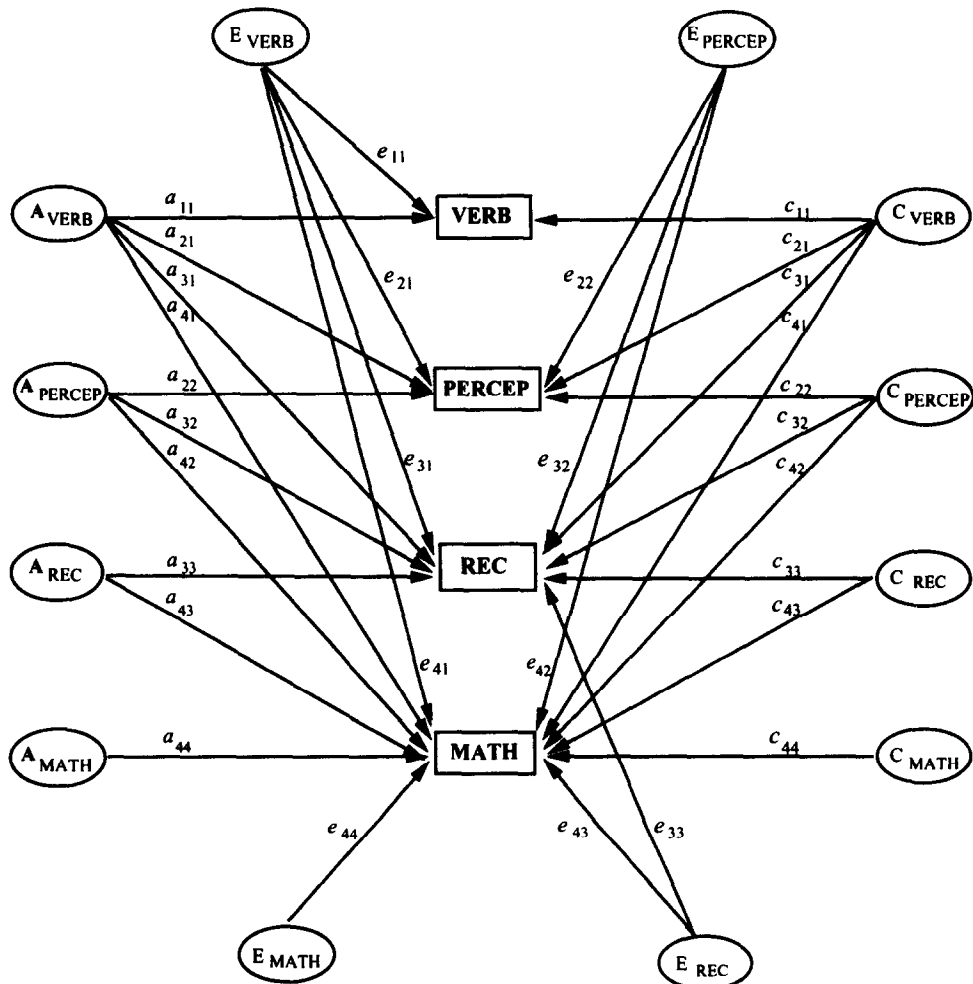 E VERB
E PERCEP
e 11
A VERB
a 11
VERB
c 11
C VERB
a 21
c 21
a 31
e 21
e 22
c 31
a 41
c 41
A PERCEP
a 22
PERCEP
c 22
C PERCEP
a 32
c 32
a 42
e 31
e 32
c 42
A REC
a 33
REC
c 33
C REC
a 43
c 43
e 41
e 42
A MATH
a 44
MATH
c 44
C MATH
e 44
e 43
e 33
E MATH
E REC